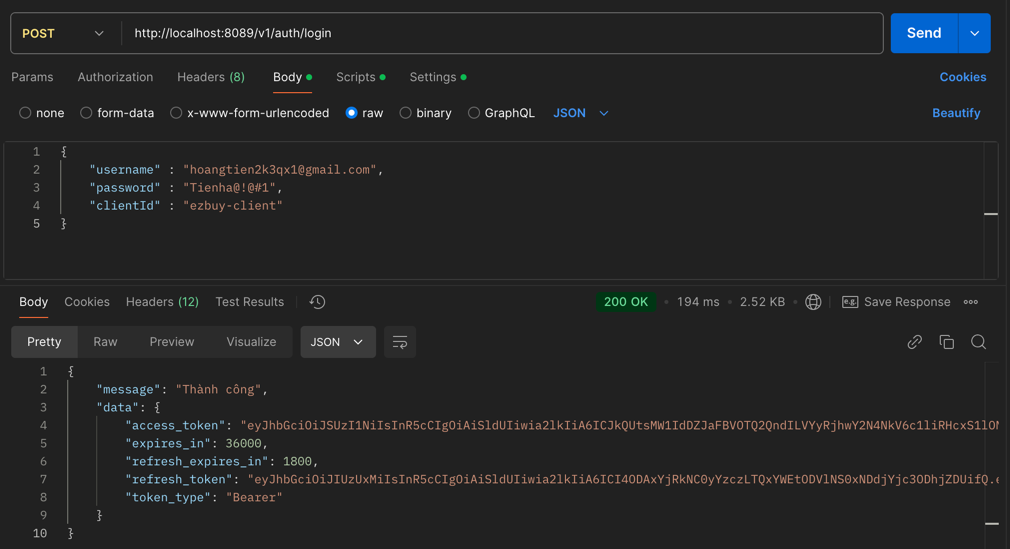 POST http://localhost:8089/v1/auth/login Send
Params Authorization Headers (8) Body Scripts Settings Cookies
none form-data x-www-form-urlencoded raw binary GraphQL JSON Beautify
1 {
2 "username" : "hoangtien2k3qx1@gmail.com",
3 "password" : "Tienha@!@#1",
4 "clientId" : "ezbuy-client"
5 }
Body Cookies Headers (12) Test Results 200 OK • 194 ms • 2.52 KB • e.g. Save Response
Pretty Raw Preview Visualize JSON
1 {
2 "message": "Thành công",
3 "data": {
4 "access_token": "eyJhbGciOiJSUzI1NiIsInR5cCIgOiAiSldUIiwia2lkIiA6ICJkQUtsMW1IdDZJaFBVOTQ2QndILVYyRjhwY2N4NkV6c1liRHcxS1lON
5 "expires_in": 36000,
6 "refresh_expires_in": 1800,
7 "refresh_token": "eyJhbGciOiJIUzUxMiIsInR5cCIgOiAiSldUIiwia2lkIiA6ICI4ODAxYjRkNC0yYzczLTQxYWEtODVlNS0xNDdjYjc3ODhjZDUifQ.e
8 "token_type": "Bearer"
9 }
10 }